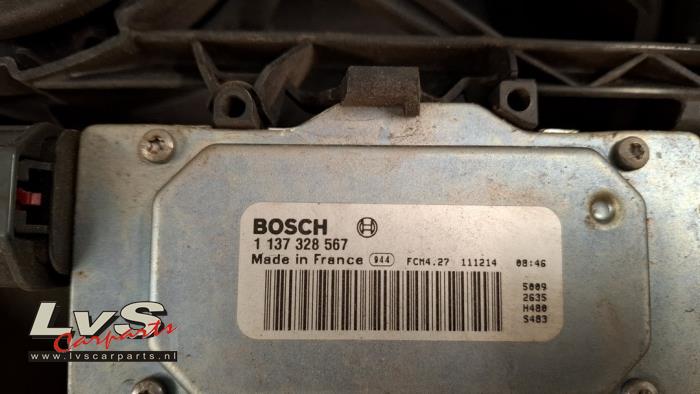 BOSCH
1 137 328 567
Made in France 944 FCM4.27 111214 08:46
5009
2635
H480
S483
LvS
Carparts
www.lvscarparts.nl